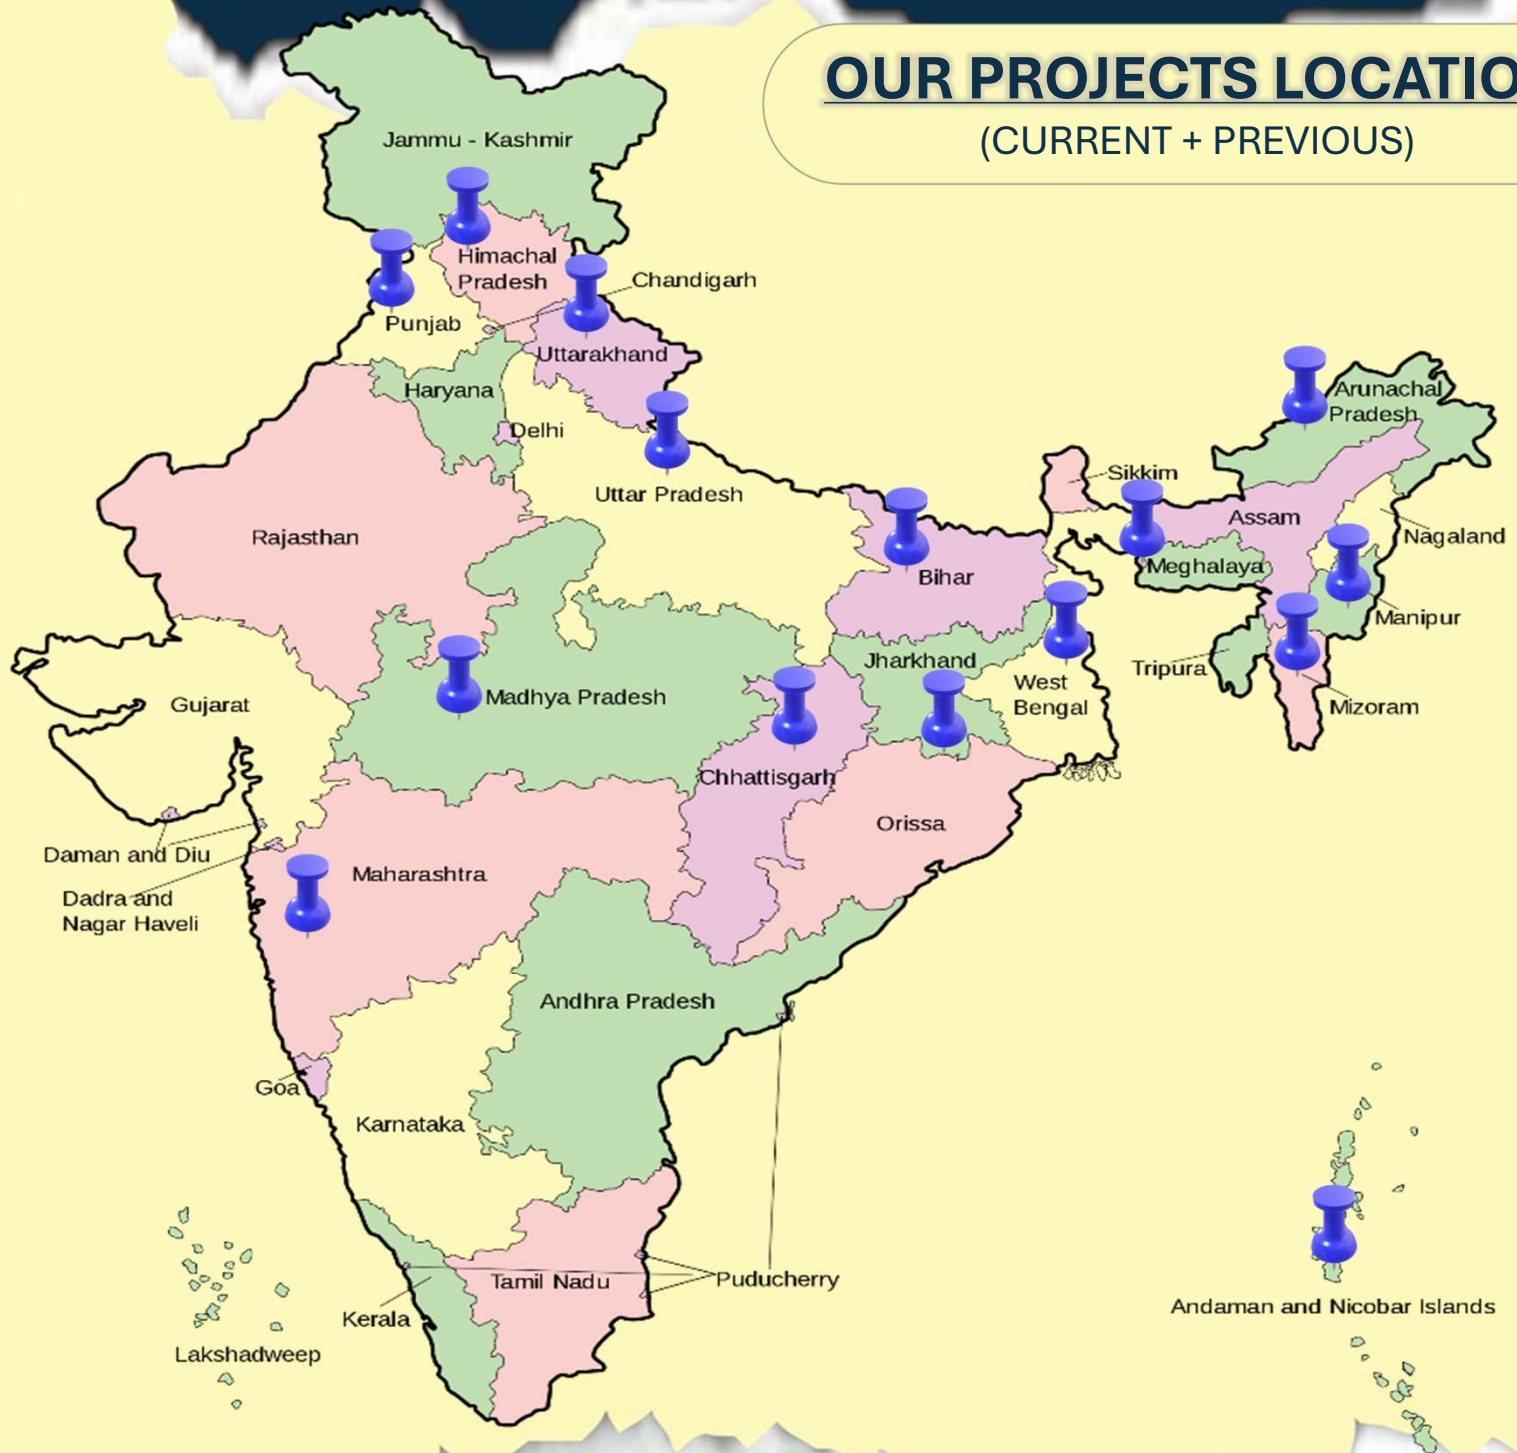 OUR PROJECTS LOCATIO
(CURRENT + PREVIOUS)
Jammu - Kashmir
Himachal
Pradesh
Chandigarh
Punjab
Uttarakhand
Haryana
Delhi
Arunachal
Pradesh
Sikkim
Uttar Pradesh
Assam
Rajasthan
Nagaland
Meghalaya
Bihar
Manipur
Jharkhand
Tripura
West
Bengal
Madhya Pradesh
Gujarat
Mizoram
Chhattisgarh
Orissa
Daman and Diu
Maharashtra
Dadra and
Nagar Haveli
Andhra Pradesh
Goa
Karnataka
Puducherry
Tamil Nadu
Andaman and Nicobar Islands
Kerala
Lakshadweep